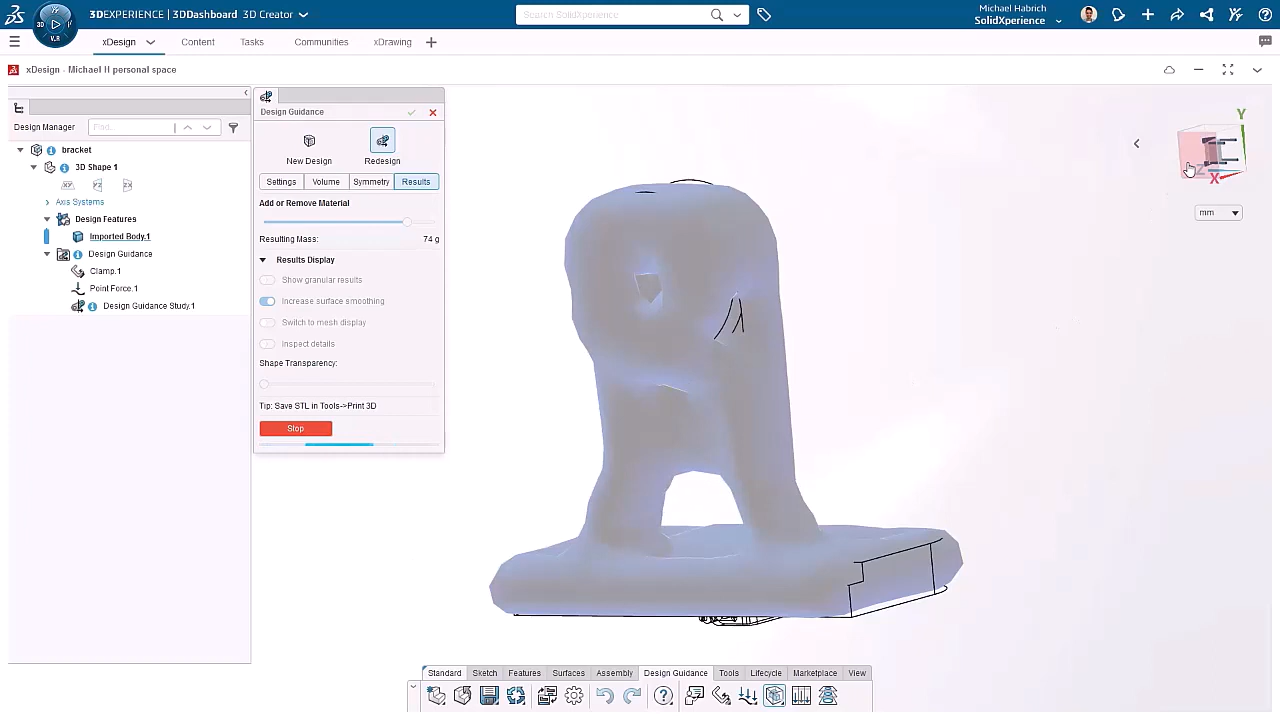 3DEXPERIENCE | 3DDashboard 3D Creator
Search SolidXperience
Michael Habrich
SolidXperience
3D
V.R
xDesign
Content
Tasks
Communities
xDrawing
xDesign - Michael H personal space
Design Manager
Find...
bracket
3D Shape 1
XY
YZ
ZX
Axis Systems
Design Features
Imported Body.1
Design Guidance
Clamp.1
Point Force.1
Design Guidance Study.1
Design Guidance
New Design
Redesign
Settings
Volume
Symmetry
Results
Add or Remove Material
Resulting Mass:
74 g
Results Display
Show granular results
Increase surface smoothing
Switch to mesh display
Inspect details
Shape Transparency:
Tip: Save STL in Tools->Print 3D
Stop
Y
Z
X
mm
Standard
Sketch
Features
Surfaces
Assembly
Design Guidance
Tools
Lifecycle
Marketplace
View